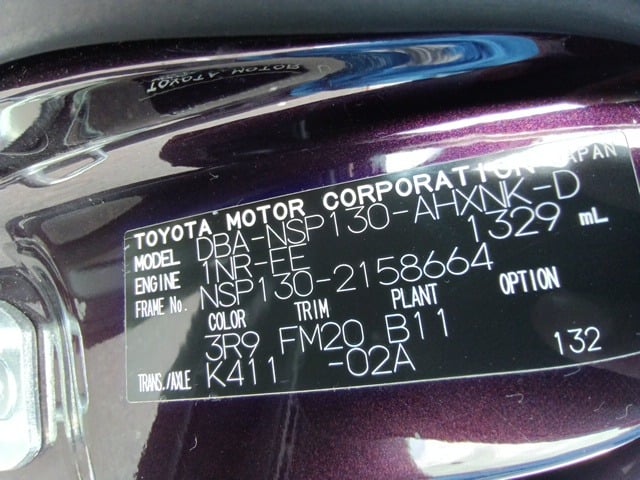 TOYOTA MOTOR CORPORATION JAPAN
MODEL DBA-NSP130-AHXNK-D
ENGINE 1NR-FE 1329 mL
FRAME No. NSP130-2158664
COLOR TRIM PLANT OPTION
3R9 FM20 B11
TRANS./AXLE K411 -02A 132